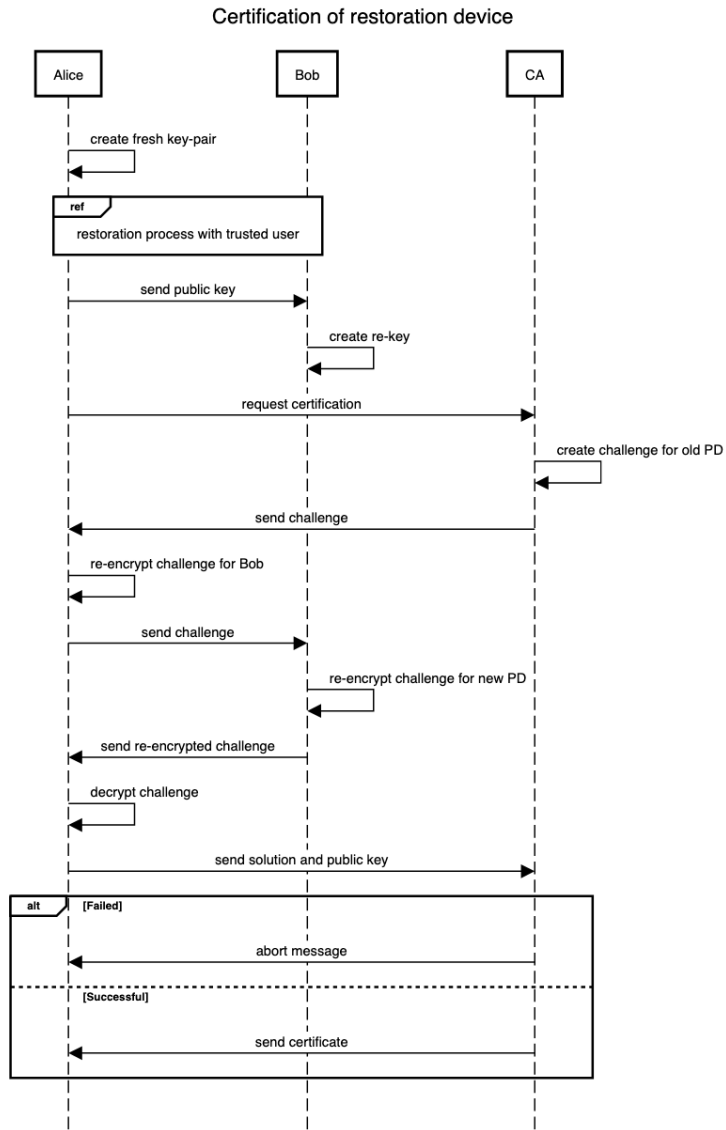 Certification of restoration device
Alice
Bob
CA
create fresh key-pair
ref
restoration process with trusted user
send public key
create re-key
request certification
create challenge for old PD
send challenge
re-encrypt challenge for Bob
send challenge
re-encrypt challenge for new PD
send re-encrypted challenge
decrypt challenge
send solution and public key
alt
[Failed]
abort message
[Successful]
send certificate